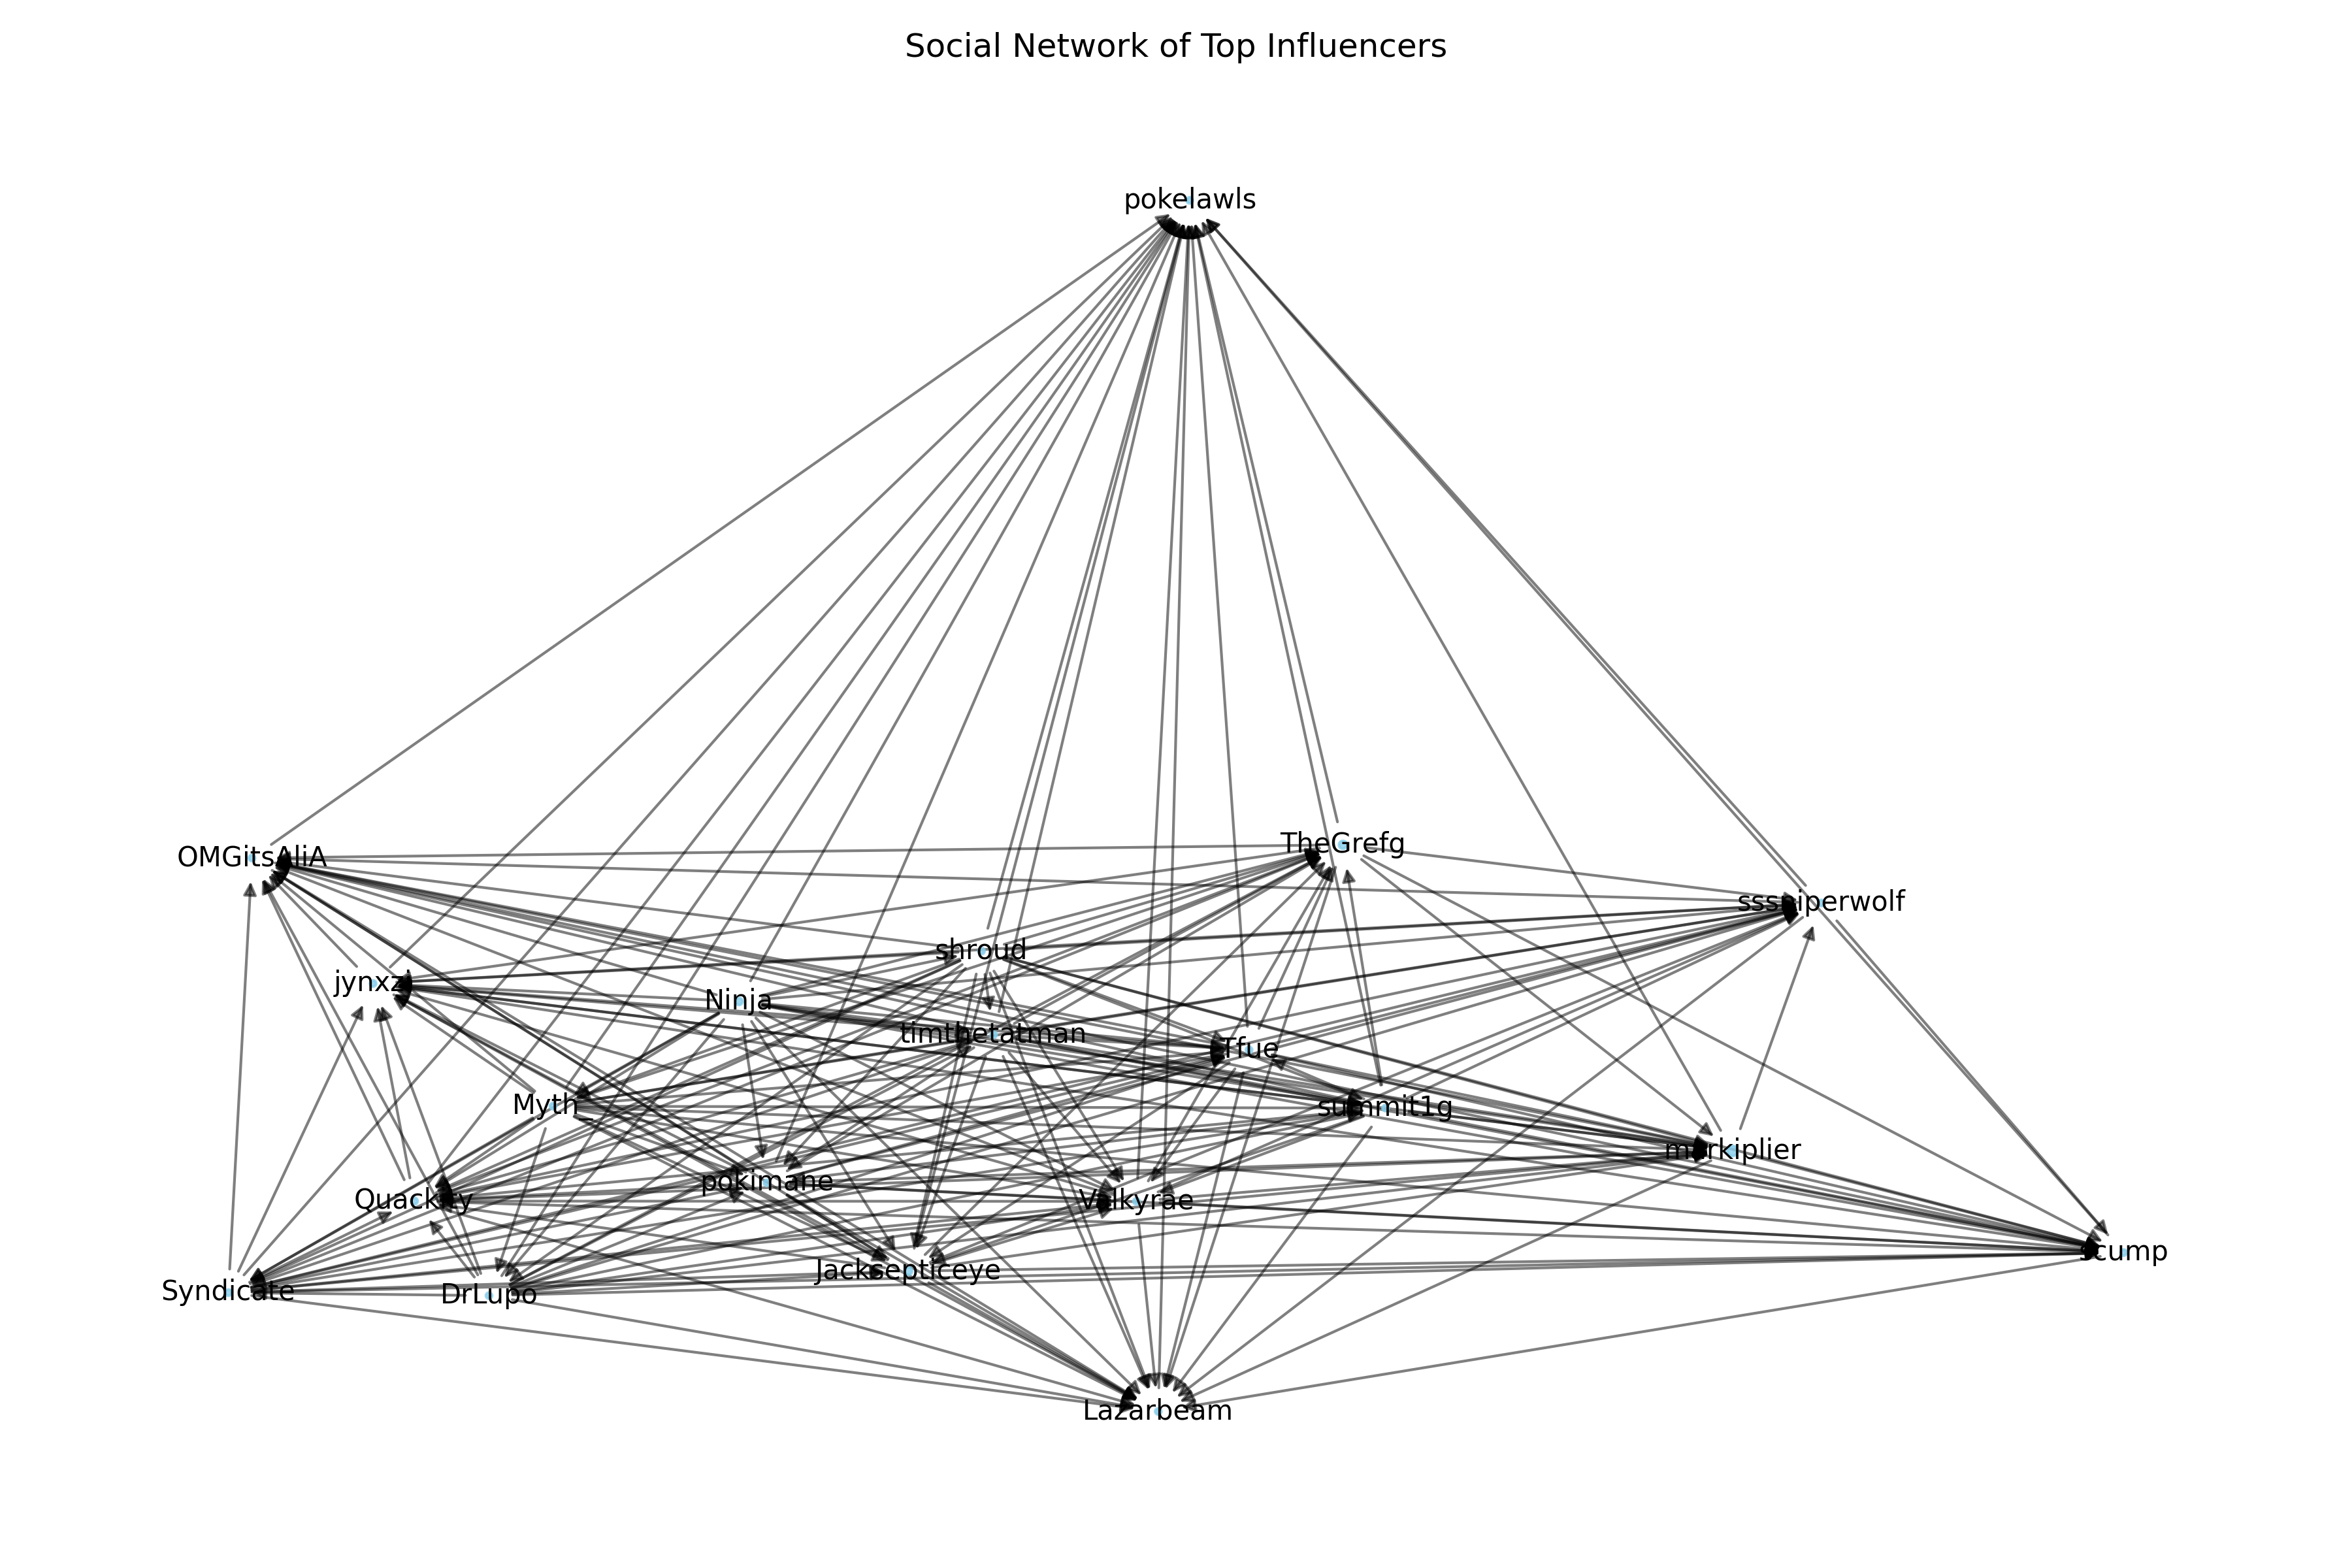 Social Network of Top Influencers
pokelawls
TheGrefg
OMGitsAliA
sssniperwolf
shroud
jynxzi
Ninja
timthetatman
Tfue
Myth
summit1g
markiplier
pokimane
Quackity
Valkyrae
scump
Jacksepticeye
Syndicate
DrLupo
Lazarbeam